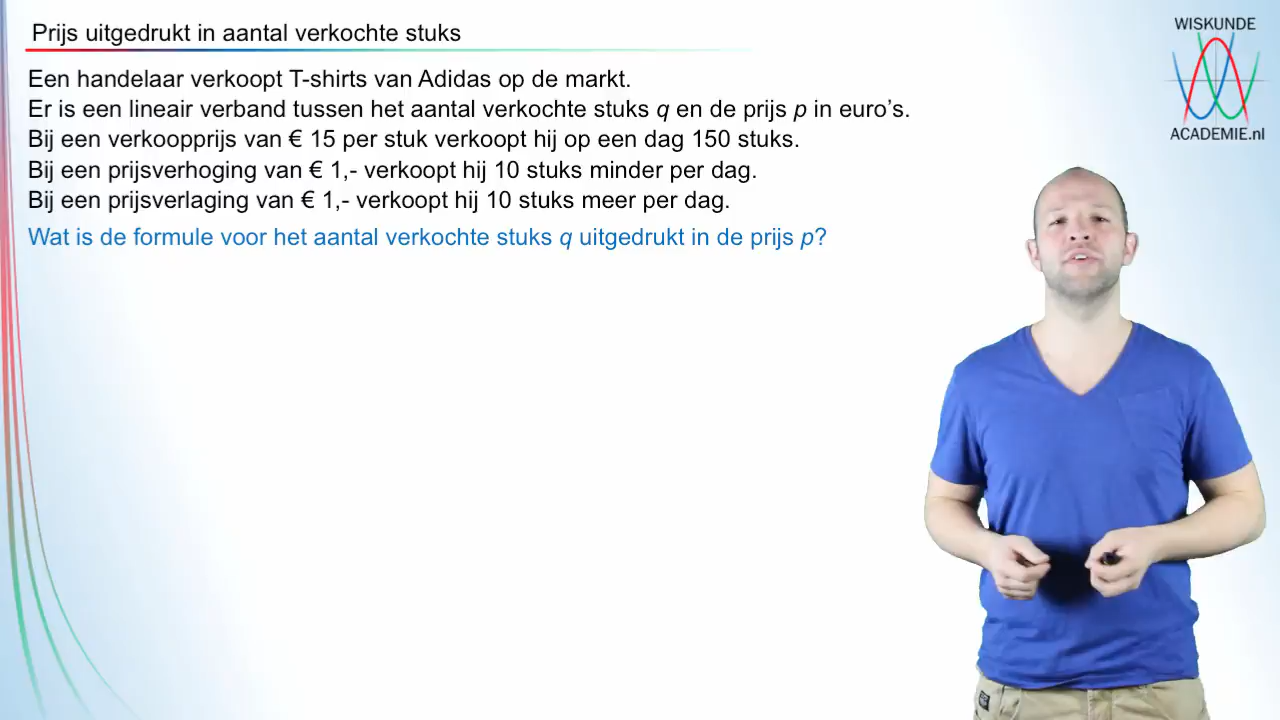 Prijs uitgedrukt in aantal verkochte stuks
WISKUNDE
ACADEMIE.nl
Een handelaar verkoopt T-shirts van Adidas op de markt.
Er is een lineair verband tussen het aantal verkochte stuks q en de prijs p in euro’s.
Bij een verkoopprijs van € 15 per stuk verkoopt hij op een dag 150 stuks.
Bij een prijsverhoging van € 1,- verkoopt hij 10 stuks minder per dag.
Bij een prijsverlaging van € 1,- verkoopt hij 10 stuks meer per dag.
Wat is de formule voor het aantal verkochte stuks q uitgedrukt in de prijs p?